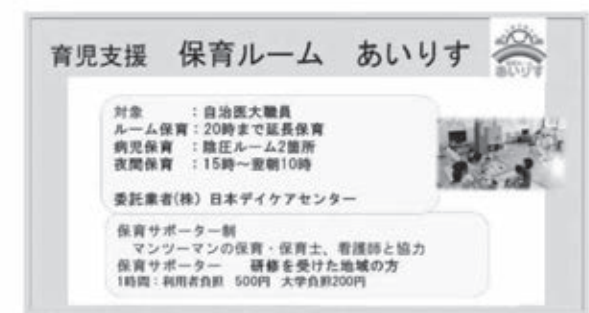 育児支援 保育ルーム あいりす
あいりす
対象 :自治医大職員
ルーム保育:20時まで延長保育
病児保育 :陰圧ルーム2箇所
夜間保育 :15時〜翌朝10時
委託業者(株) 日本デイケアセンター
保育サポーター制
マンツーマンの保育・保育士、看護師と協力
保育サポーター 研修を受けた地域の方
1時間:利用者負担 500円 大学負担200円